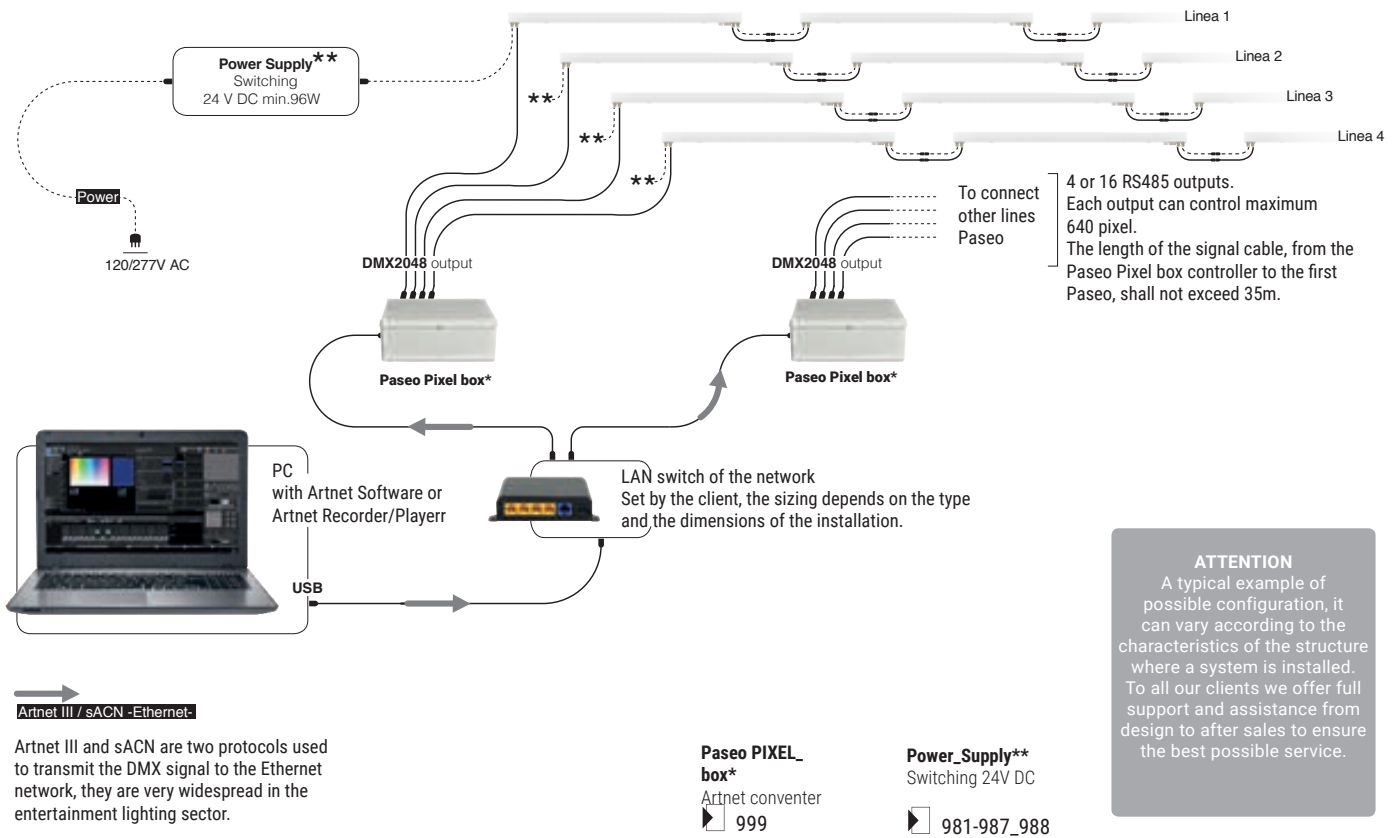 Linea 1
Linea 2
Linea 3
Linea 4
Power Supply**
Switching
24 V DC min.96W
**
**
**
Power
120/277V AC
DMX2048 output
DMX2048 output
To connect
other lines
Paseo
4 or 16 RS485 outputs.
Each output can control maximum
640 pixel.
The length of the signal cable, from the
Paseo Pixel box controller to the first
Paseo, shall not exceed 35m.
Paseo Pixel box*
Paseo Pixel box*
PC
with Artnet Software or
Artnet Recorder/Playerr
USB
LAN switch of the network
Set by the client, the sizing depends on the type
and the dimensions of the installation.
ATTENTION
A typical example of
possible configuration, it
can vary according to the
characteristics of the structure
where a system is installed.
To all our clients we offer full
support and assistance from
design to after sales to ensure
the best possible service.
Artnet III / sACN -Ethernet-
Artnet III and sACN are two protocols used
to transmit the DMX signal to the Ethernet
network, they are very widespread in the
entertainment lighting sector.
Paseo PIXEL_
box*
Artnet conventer
999
Power_Supply**
Switching 24V DC
981-987_988